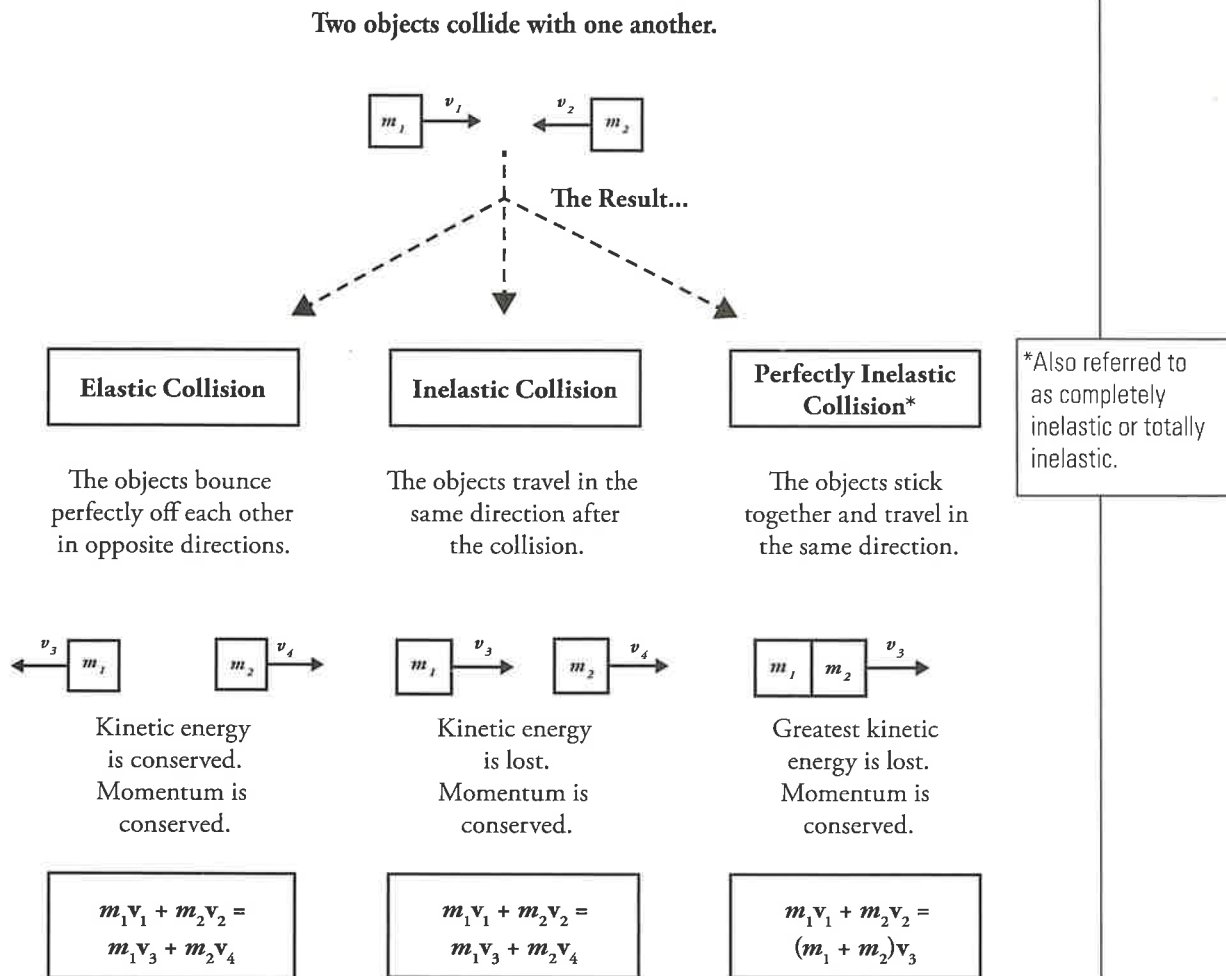 Two objects collide with one another.
m₁ v₁ v₂ m₂
The Result...
Elastic Collision
The objects bounce
perfectly off each other
in opposite directions.
v₃ m₁ m₂ v₄
Kinetic energy
is conserved.
Momentum is
conserved.
m₁v₁ + m₂v₂ =
m₁v₃ + m₂v₄
Inelastic Collision
The objects travel in the
same direction after
the collision.
m₁ v₃ m₂ v₄
Kinetic energy
is lost.
Momentum is
conserved.
m₁v₁ + m₂v₂ =
m₁v₃ + m₂v₄
Perfectly Inelastic
Collision*
The objects stick
together and travel in
the same direction.
m₁ m₂ v₃
Greatest kinetic
energy is lost.
Momentum is
conserved.
m₁v₁ + m₂v₂ =
(m₁ + m₂)v₃
*Also referred to
as completely
inelastic or totally
inelastic.